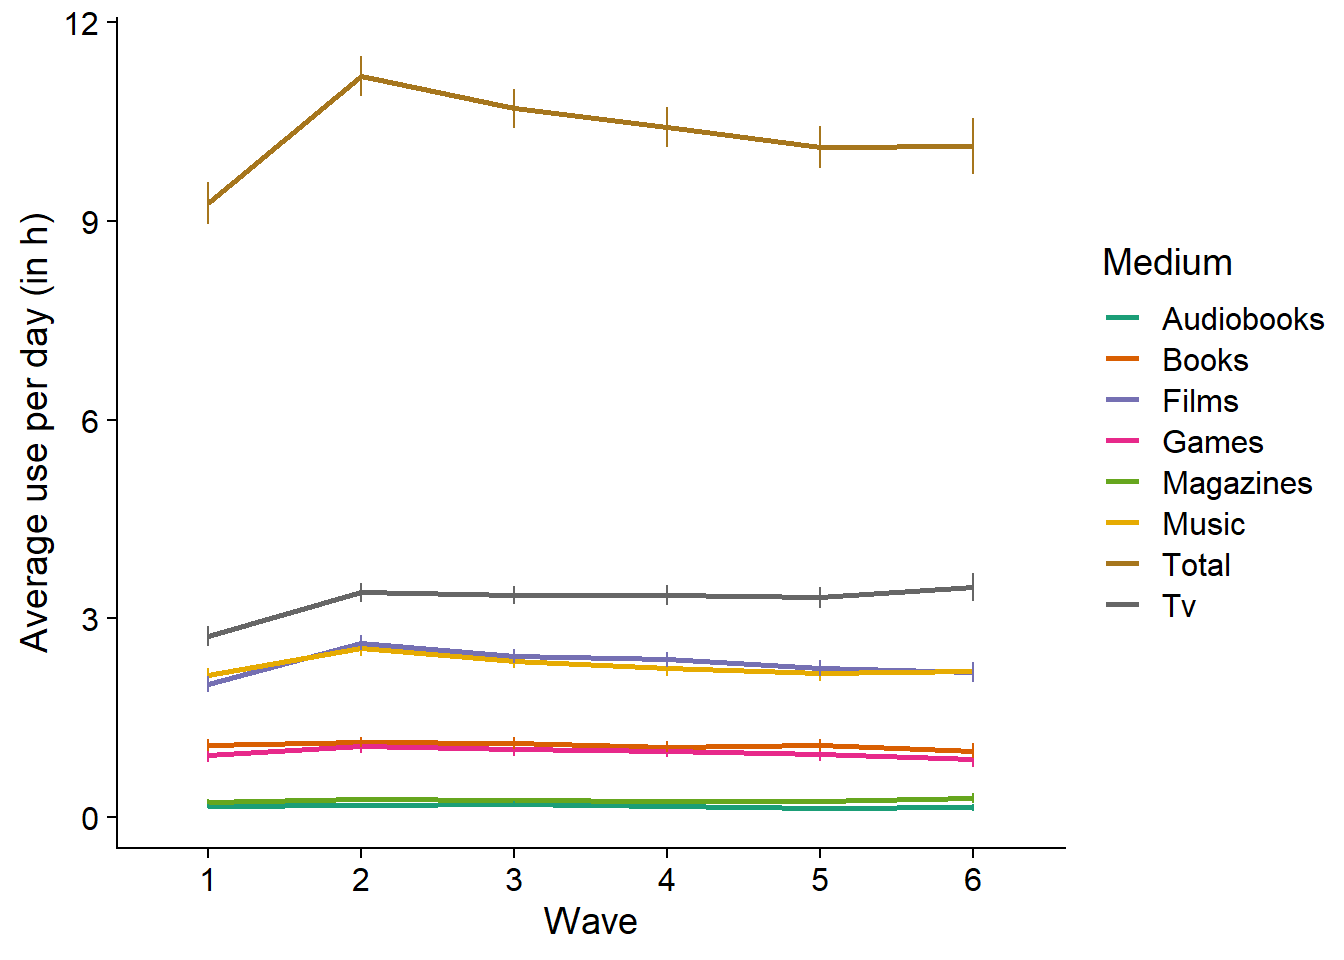 12
9
6
3
0
Average use per day (in h)
1 2 3 4 5 6
Wave
Medium
Audiobooks
Books
Films
Games
Magazines
Music
Total
Tv